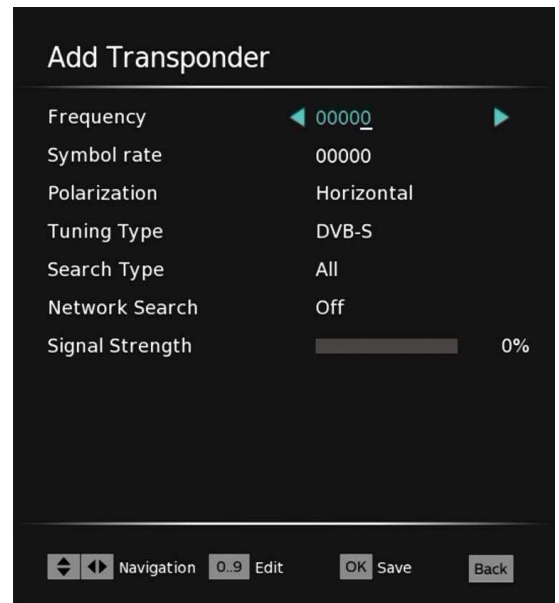 Add Transponder
Frequency 00000
Symbol rate 00000
Polarization Horizontal
Tuning Type DVB-S
Search Type All
Network Search Off
Signal Strength 0%
Navigation 0..9 Edit OK Save Back